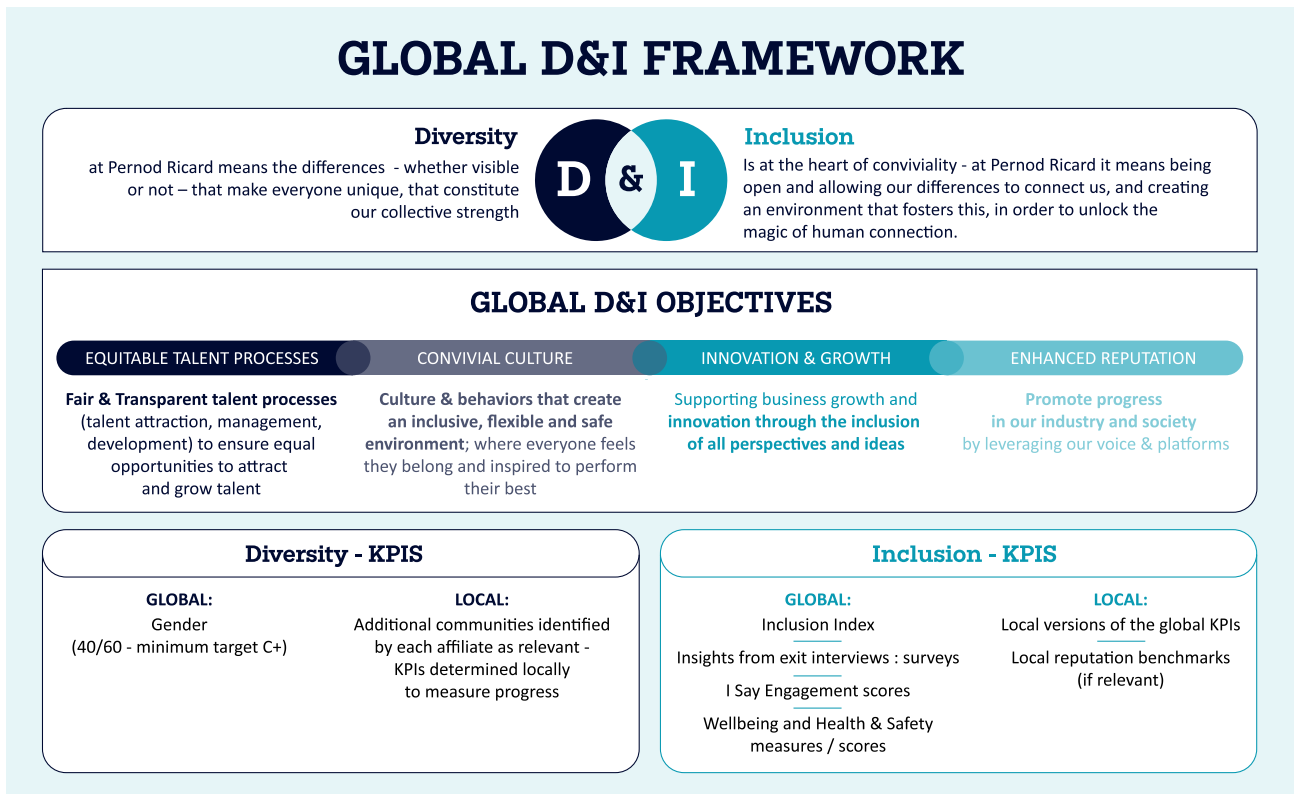 GLOBAL D&I FRAMEWORK
Diversity
at Pernod Ricard means the differences  - whether visible
or not – that make everyone unique, that constitute
our collective strength
D & I
Inclusion
Is at the heart of conviviality - at Pernod Ricard it means being
open and allowing our differences to connect us, and creating
an environment that fosters this, in order to unlock the
magic of human connection.
GLOBAL D&I OBJECTIVES
EQUITABLE TALENT PROCESSES
Fair & Transparent talent processes
(talent attraction, management,
development) to ensure equal
opportunities to attract
and grow talent
CONVIVIAL CULTURE
Culture & behaviors that create
an inclusive, flexible and safe
environment; where everyone feels
they belong and inspired to perform
their best
INNOVATION & GROWTH
Supporting business growth and
innovation through the inclusion
of all perspectives and ideas
ENHANCED REPUTATION
Promote progress
in our industry and society
by leveraging our voice & platforms
Diversity - KPIS
GLOBAL:
Gender
(40/60 - minimum target C+)
LOCAL:
Additional communities identified
by each affiliate as relevant -
KPIs determined locally
to measure progress
Inclusion - KPIS
GLOBAL:
Inclusion Index
Insights from exit interviews : surveys
I Say Engagement scores
Wellbeing and Health & Safety
measures / scores
LOCAL:
Local versions of the global KPIs
Local reputation benchmarks
(if relevant)